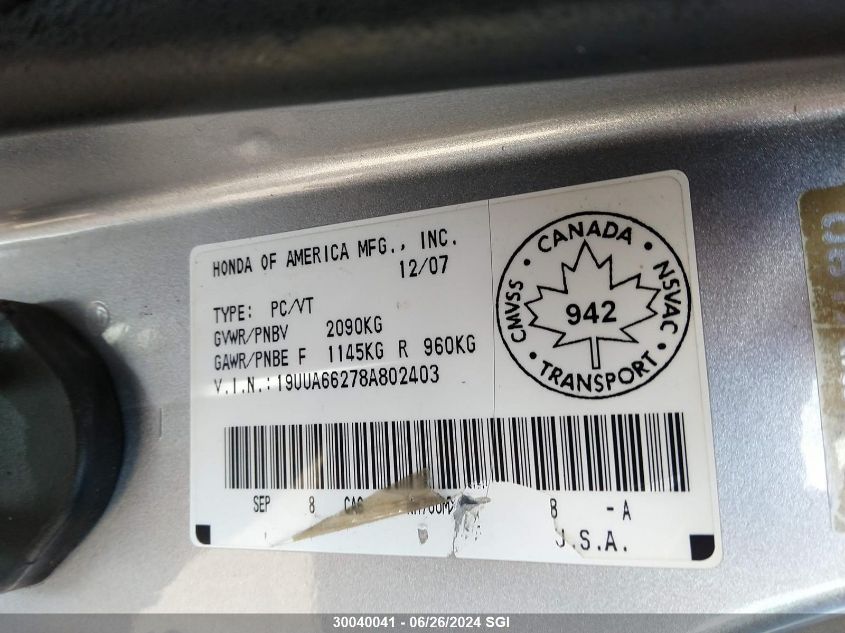 HONDA OF AMERICA MFG., INC.
12/07
TYPE: PC/VT
GVWR/PNBV 2090KG
GAWR/PNBE F 1145KG R 960KG
V.I.N.: 19UUA66278A802403
CANADA
CMVSS 942 NSVAC
TRANSPORT
SEP 8 B -A
U.S.A.
30040041 - 06/26/2024 SGI